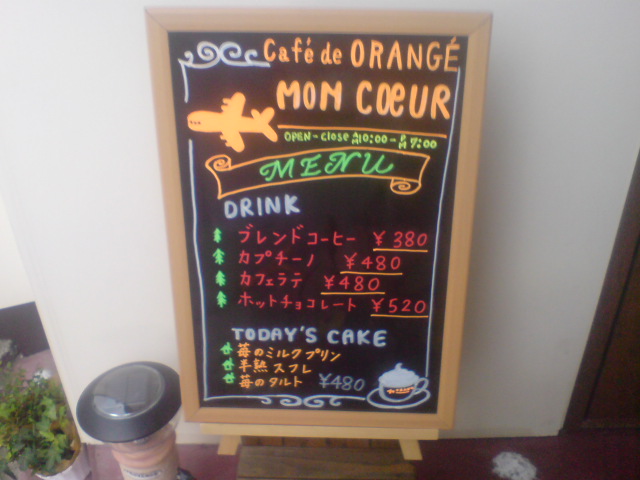 Café de ORANGÉ
MON CŒUR
OPEN - Close AM10:00 - PM7:00
MENU
DRINK
ブレンドコーヒー ¥380
カプチーノ ¥480
カフェラテ ¥480
ホットチョコレート ¥520
TODAY'S CAKE
苺のミルクプリン
半熟スフレ
苺のタルト ¥480